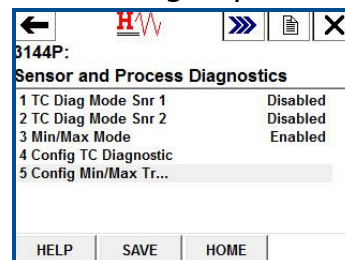 H
3144P:
Sensor and Process Diagnostics
1 TC Diag Mode Snr 1 Disabled
2 TC Diag Mode Snr 2 Disabled
3 Min/Max Mode Enabled
4 Config TC Diagnostic
5 Config Min/Max Tr...
HELP SAVE HOME